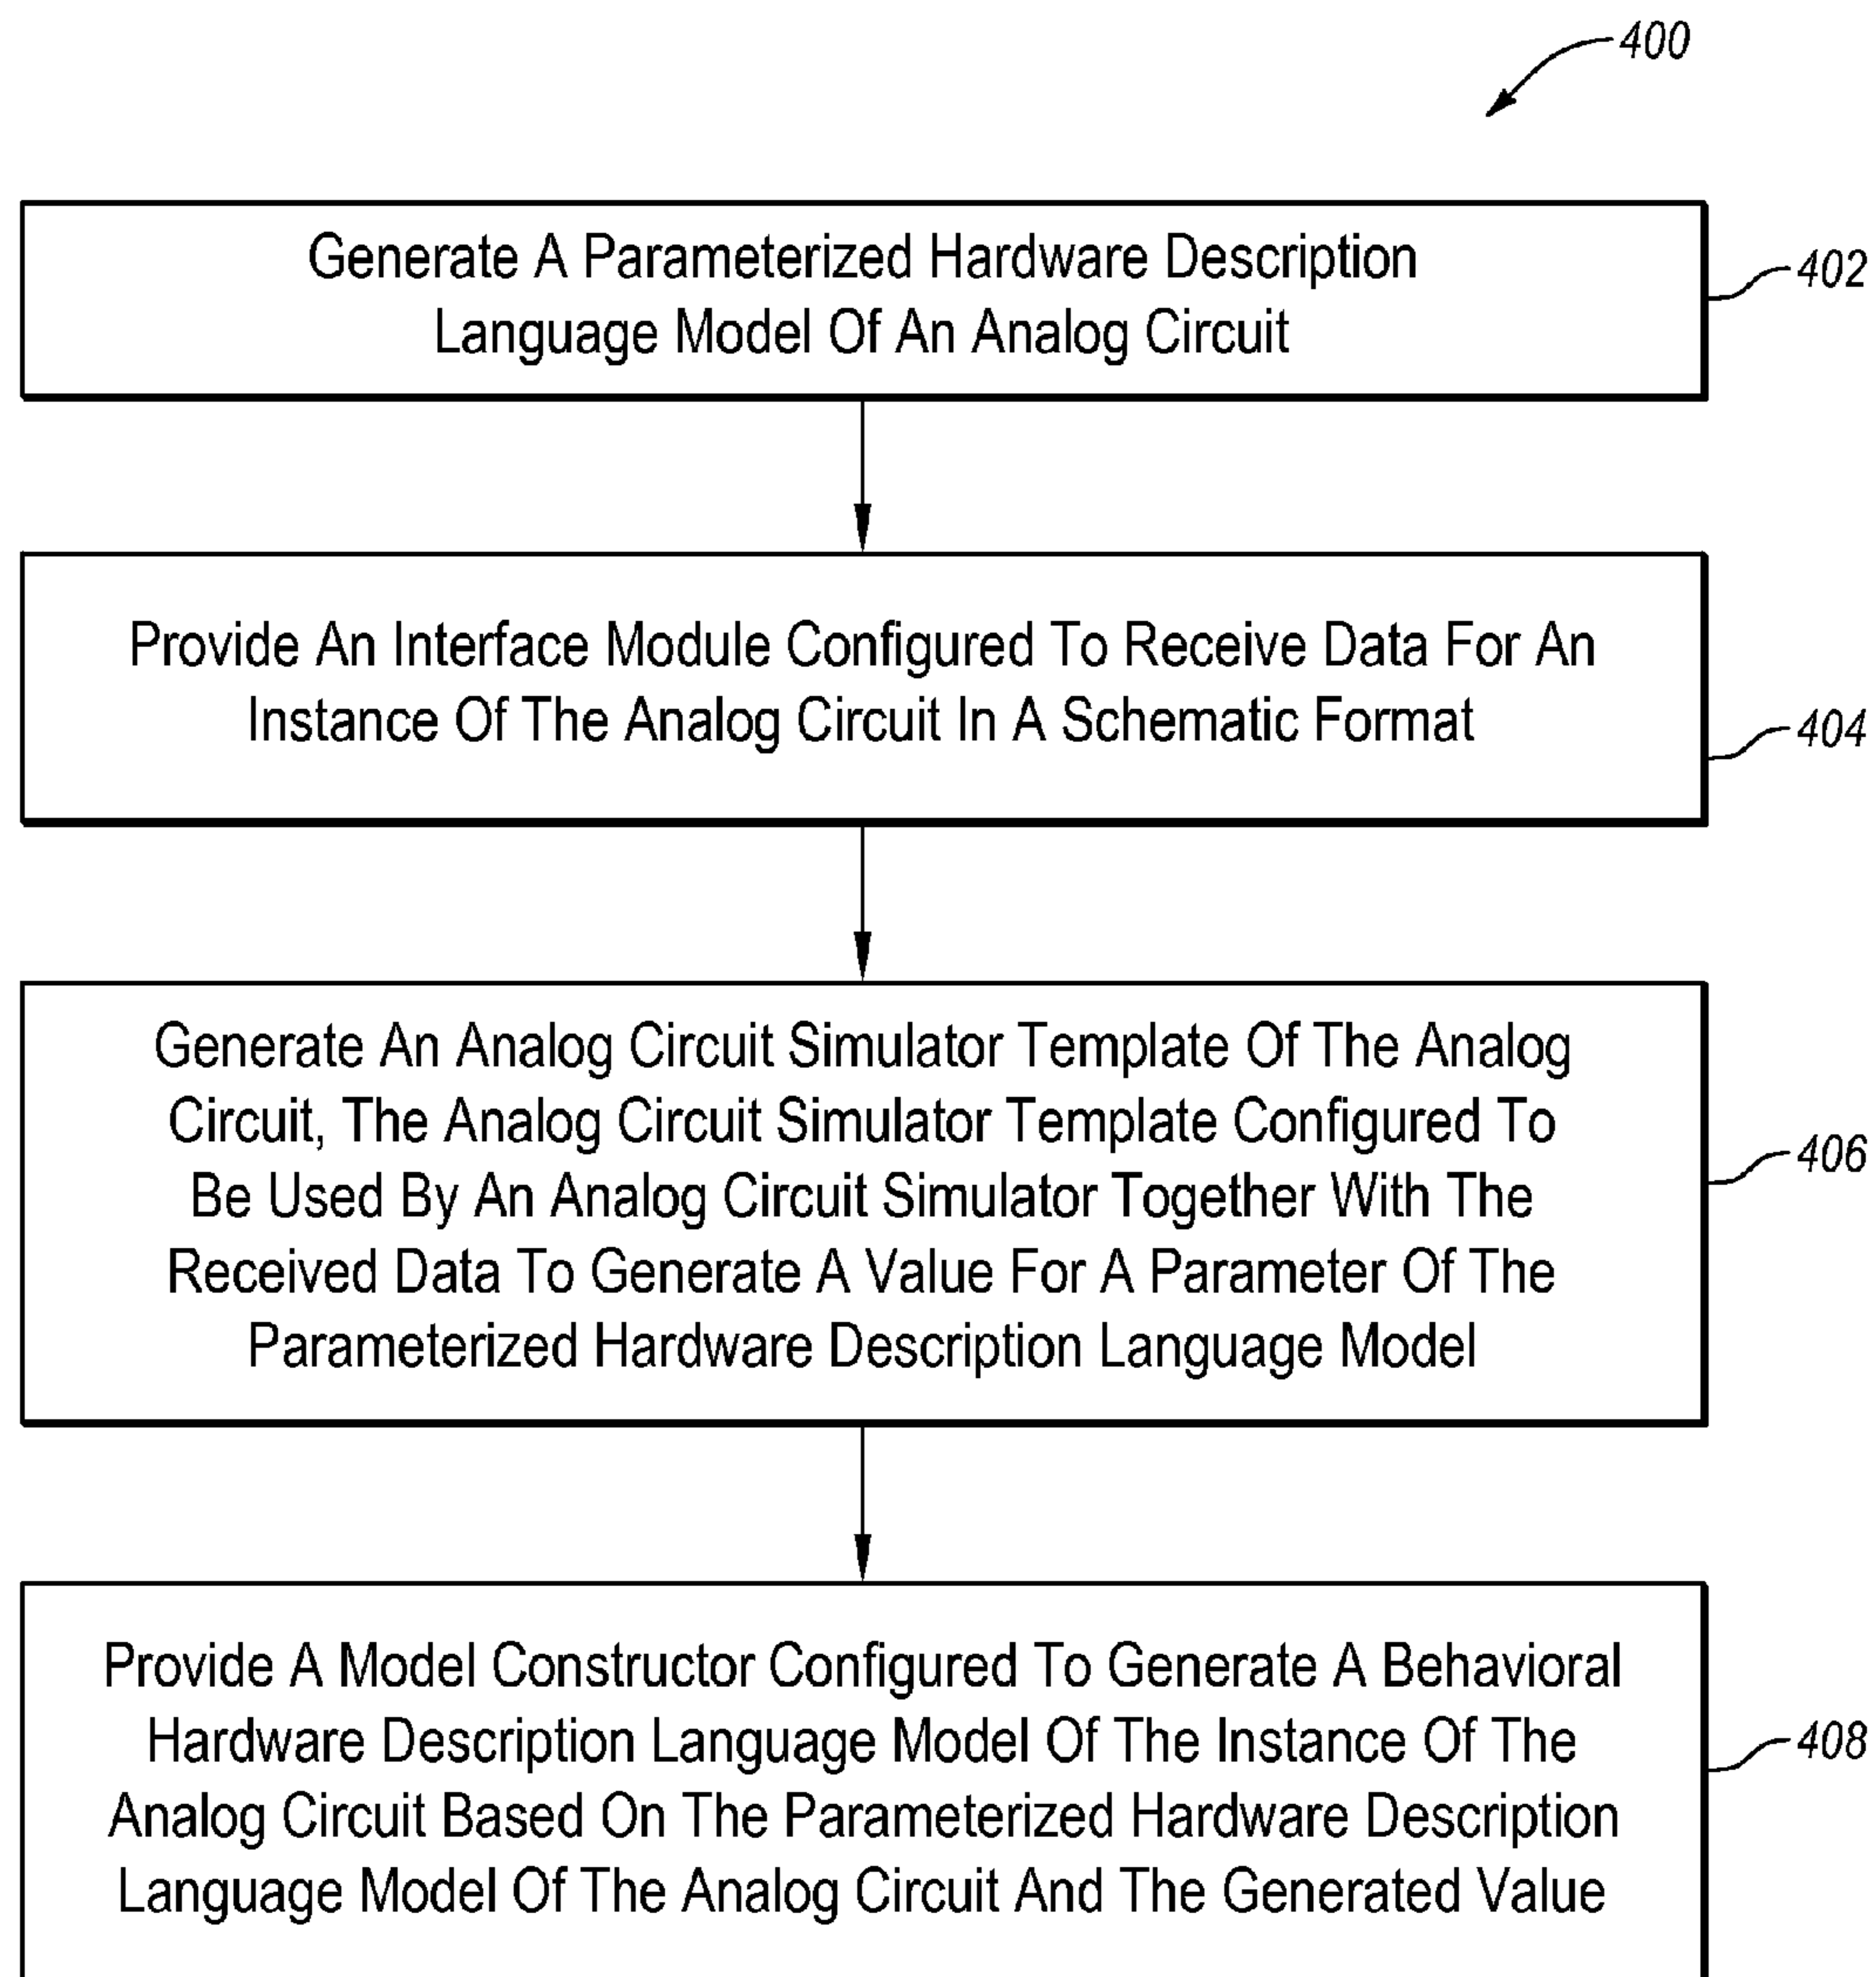 400
Generate A Parameterized Hardware Description
Language Model Of An Analog Circuit
402
Provide An Interface Module Configured To Receive Data For An
Instance Of The Analog Circuit In A Schematic Format
404
Generate An Analog Circuit Simulator Template Of The Analog
Circuit, The Analog Circuit Simulator Template Configured To
Be Used By An Analog Circuit Simulator Together With The
Received Data To Generate A Value For A Parameter Of The
Parameterized Hardware Description Language Model
406
Provide A Model Constructor Configured To Generate A Behavioral
Hardware Description Language Model Of The Instance Of The
Analog Circuit Based On The Parameterized Hardware Description
Language Model Of The Analog Circuit And The Generated Value
408